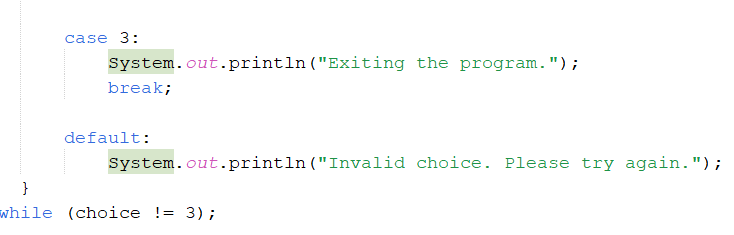 case 3:
System.out.println("Exiting the program.");
break;
default:
System.out.println("Invalid choice. Please try again.");
}
while (choice != 3);